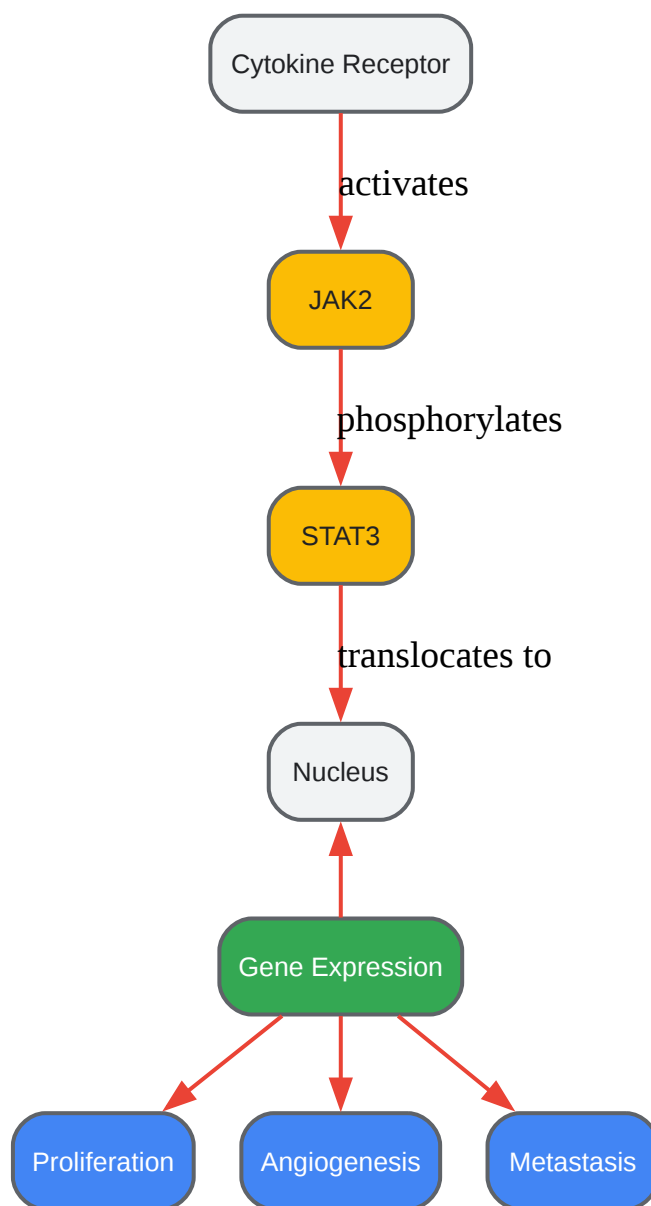 Cytokine Receptor
activates
JAK2
phosphorylates
STAT3
translocates to
Nucleus
Gene Expression
Proliferation
Angiogenesis
Metastasis